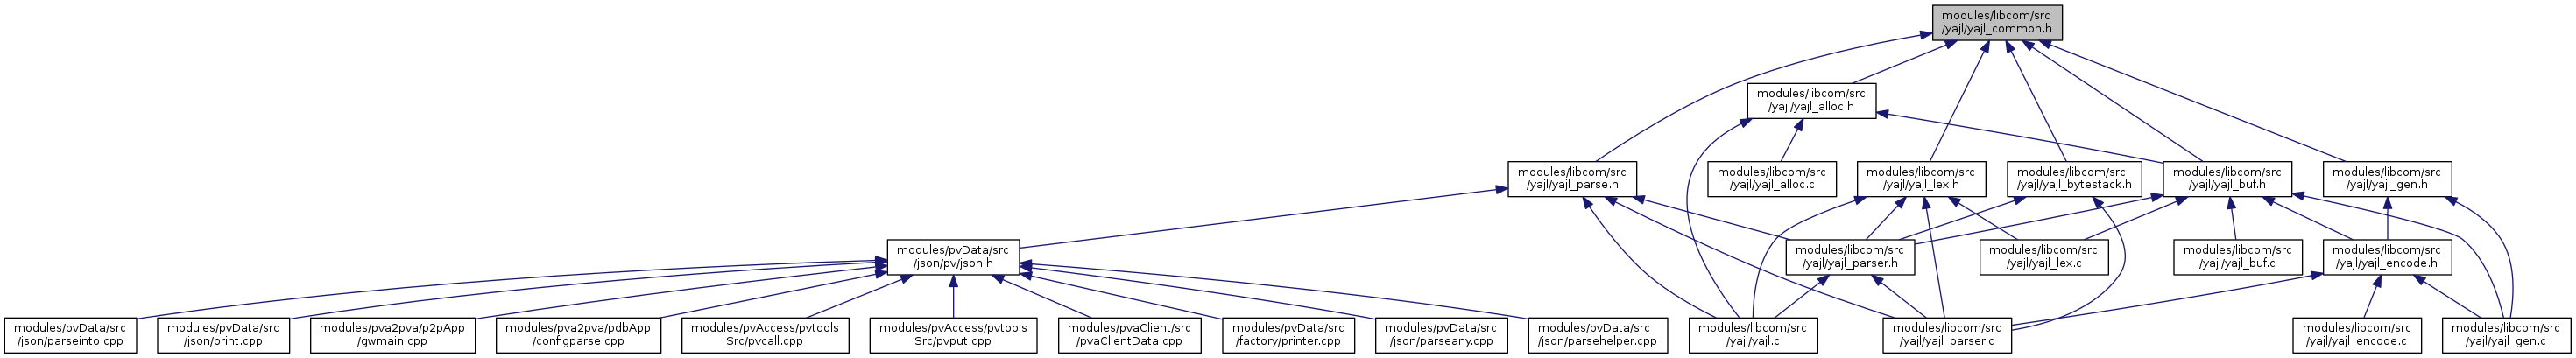 modules/libcom/src
/yajl/yajl_common.h
modules/libcom/src
/yajl/yajl_alloc.h
modules/libcom/src
/yajl/yajl_parse.h
modules/libcom/src
/yajl/yajl_alloc.c
modules/libcom/src
/yajl/yajl_lex.h
modules/libcom/src
/yajl/yajl_bytestack.h
modules/libcom/src
/yajl/yajl_buf.h
modules/libcom/src
/yajl/yajl_gen.h
modules/pvData/src
/json/pv/json.h
modules/libcom/src
/yajl/yajl_parser.h
modules/libcom/src
/yajl/yajl_lex.c
modules/libcom/src
/yajl/yajl_buf.c
modules/libcom/src
/yajl/yajl_encode.h
modules/pvData/src
/json/parseinto.cpp
modules/pvData/src
/json/print.cpp
modules/pva2pva/p2pApp
/gwmain.cpp
modules/pva2pva/pdbApp
/configparse.cpp
modules/pvAccess/pvtools
Src/pvcall.cpp
modules/pvAccess/pvtools
Src/pvput.cpp
modules/pvaClient/src
/pvaClientData.cpp
modules/pvData/src
/factory/printer.cpp
modules/pvData/src
/json/parseany.cpp
modules/pvData/src
/json/parsehelper.cpp
modules/libcom/src
/yajl/yajl.c
modules/libcom/src
/yajl/yajl_parser.c
modules/libcom/src
/yajl/yajl_encode.c
modules/libcom/src
/yajl/yajl_gen.c